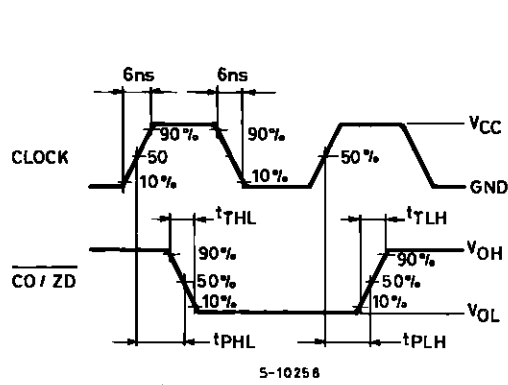 6ns 6ns
90% 90% VCC
CLOCK 50 50%
10% 10% GND
tTHL tTLH
90% 90% VOH
CO / ZD 50% 50%
10% 10% VOL
tPHL tPLH
5-10256